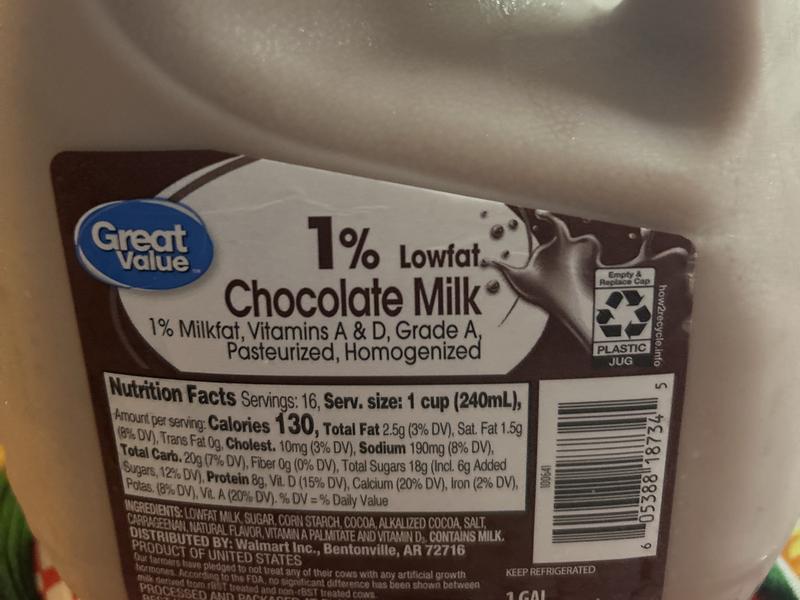 Great
Value™
1% Lowfat
Chocolate Milk
1% Milkfat, Vitamins A & D, Grade A,
Pasteurized, Homogenized
Empty &
Replace Cap
PLASTIC
JUG
how2recycle.info
Nutrition Facts Servings: 16, Serv. size: 1 cup (240mL),
Amount per serving: Calories 130, Total Fat 2.5g (3% DV), Sat. Fat 1.5g
(8% DV), Trans Fat 0g, Cholest. 10mg (3% DV), Sodium 190mg (8% DV),
Total Carb. 20g (7% DV), Fiber 0g (0% DV), Total Sugars 18g (Incl. 6g Added
Sugars, 12% DV), Protein 8g, Vit. D (15% DV), Calcium (20% DV), Iron (2% DV),
Potas. (8% DV), Vit. A (20% DV). % DV = % Daily Value
INGREDIENTS: LOWFAT MILK, SUGAR, CORN STARCH, COCOA, ALKALIZED COCOA, SALT,
CARRAGEENAN, NATURAL FLAVOR, VITAMIN A PALMITATE AND VITAMIN D₃. CONTAINS MILK.
DISTRIBUTED BY: Walmart Inc., Bentonville, AR 72716
PRODUCT OF UNITED STATES
Our farmers have pledged to not treat any of their cows with any artificial growth
hormones. According to the FDA, no significant difference has been shown between
milk derived from rBST treated and non-rBST treated cows.
PROCESSED AND PACKAGED AT
100641
6 05388 18734 5
KEEP REFRIGERATED
1 GAL